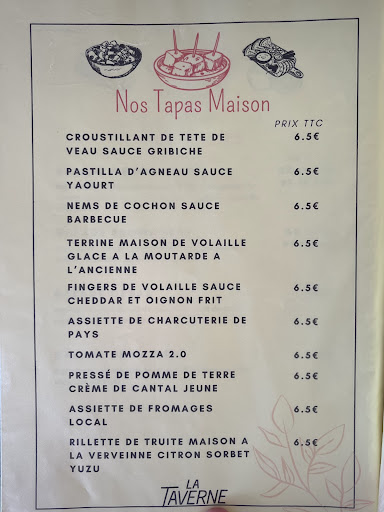 Nos Tapas Maison
PRIX TTC
CROUSTILLANT DE TETE DE 6.5€
VEAU SAUCE GRIBICHE
PASTILLA D'AGNEAU SAUCE 6.5€
YAOURT
NEMS DE COCHON SAUCE 6.5€
BARBECUE
TERRINE MAISON DE VOLAILLE 6.5€
GLACE A LA MOUTARDE A
L'ANCIENNE
FINGERS DE VOLAILLE SAUCE 6.5€
CHEDDAR ET OIGNON FRIT
ASSIETTE DE CHARCUTERIE DE 6.5€
PAYS
TOMATE MOZZA 2.0 6.5€
PRESSÉ DE POMME DE TERRE 6.5€
CRÈME DE CANTAL JEUNE
ASSIETTE DE FROMAGES 6.5€
LOCAL
RILLETTE DE TRUITE MAISON A 6.5€
LA VERVEINNE CITRON SORBET
YUZU
LA
TAVERNE